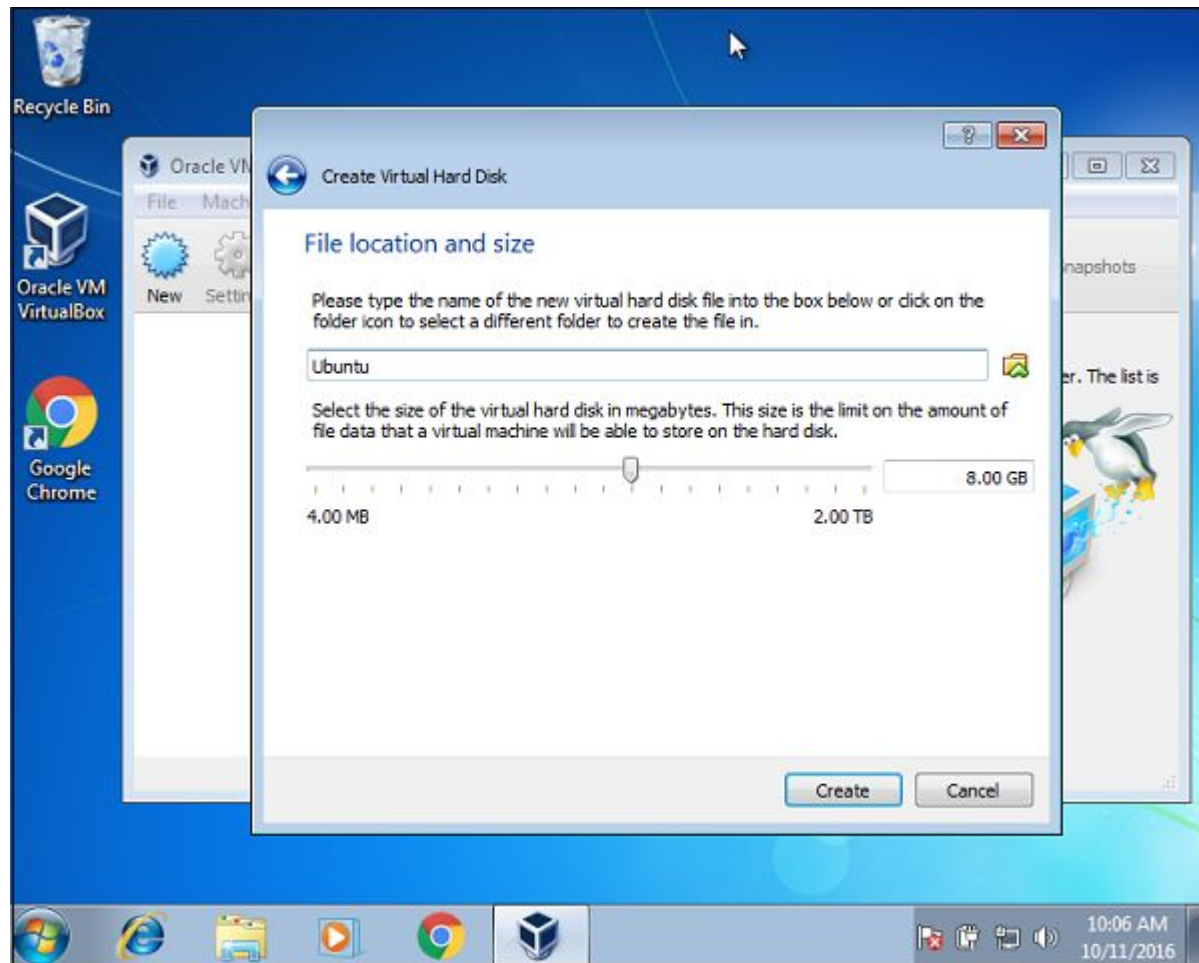 Recycle Bin
Oracle VM
VirtualBox
Google
Chrome
Oracle VM
File Mach
New Settin
napshots
er. The list is
Create Virtual Hard Disk
File location and size
Please type the name of the new virtual hard disk file into the box below or click on the
folder icon to select a different folder to create the file in.
Ubuntu
Select the size of the virtual hard disk in megabytes. This size is the limit on the amount of
file data that a virtual machine will be able to store on the hard disk.
8.00 GB
4.00 MB 2.00 TB
Create Cancel
10:06 AM
10/11/2016